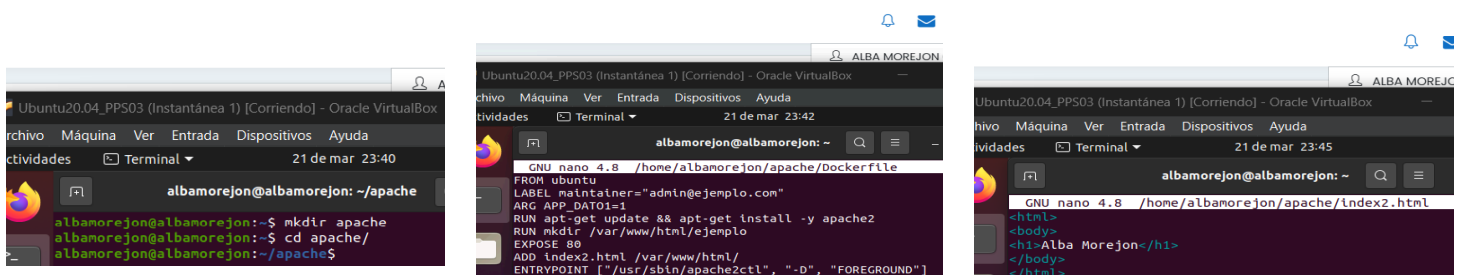 A
Ubuntu20.04_PPS03 (Instantánea 1) [Corriendo] - Oracle VirtualBox
rchivo Máquina Ver Entrada Dispositivos Ayuda
ctividades Terminal 21 de mar 23:40
albamorejon@albamorejon: ~/apache
albamorejon@albamorejon:~$ mkdir apache
albamorejon@albamorejon:~$ cd apache/
albamorejon@albamorejon:~/apache$
ALBA MOREJON
Ubuntu20.04_PPS03 (Instantánea 1) [Corriendo] - Oracle VirtualBox
chivo Máquina Ver Entrada Dispositivos Ayuda
tividades Terminal 21 de mar 23:42
albamorejon@albamorejon: ~
GNU nano 4.8 /home/albamorejon/apache/Dockerfile
FROM ubuntu
LABEL maintainer="admin@ejemplo.com"
ARG APP_DATO1=1
RUN apt-get update && apt-get install -y apache2
RUN mkdir /var/www/html/ejemplo
EXPOSE 80
ADD index2.html /var/www/html/
ENTRYPOINT ["/usr/sbin/apache2ctl", "-D", "FOREGROUND"]
ALBA MOREJO
Ubuntu20.04_PPS03 (Instantánea 1) [Corriendo] - Oracle VirtualBox
hivo Máquina Ver Entrada Dispositivos Ayuda
ividades Terminal 21 de mar 23:45
albamorejon@albamorejon: ~
GNU nano 4.8 /home/albamorejon/apache/index2.html
<html>
<body>
<h1>Alba Morejon</h1>
</body>
</html>